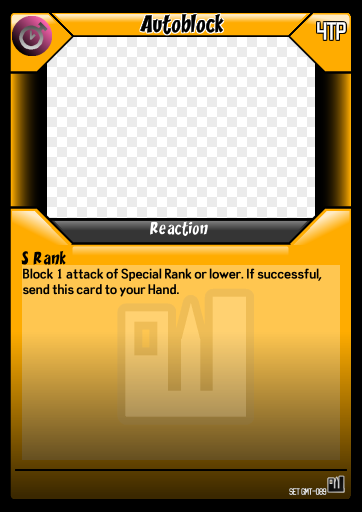 Autoblock
4TP
Reaction
S Rank
Block 1 attack of Special Rank or lower. If successful,
send this card to your Hand.
SET GMT-089